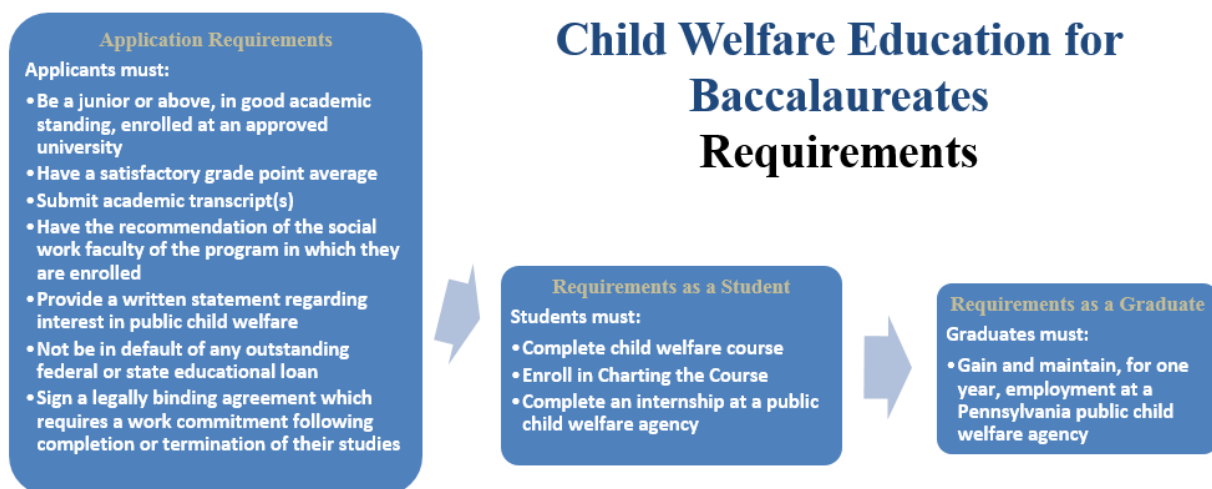 Child Welfare Education for
Baccalaureates
Requirements
Application Requirements
Applicants must:
•Be a junior or above, in good academic
standing, enrolled at an approved
university
•Have a satisfactory grade point average
•Submit academic transcript(s)
•Have the recommendation of the social
work faculty of the program in which they
are enrolled
•Provide a written statement regarding
interest in public child welfare
•Not be in default of any outstanding
federal or state educational loan
•Sign a legally binding agreement which
requires a work commitment following
completion or termination of their studies
Requirements as a Student
Students must:
•Complete child welfare course
•Enroll in Charting the Course
•Complete an internship at a public
child welfare agency
Requirements as a Graduate
Graduates must:
•Gain and maintain, for one
year, employment at a
Pennsylvania public child
welfare agency